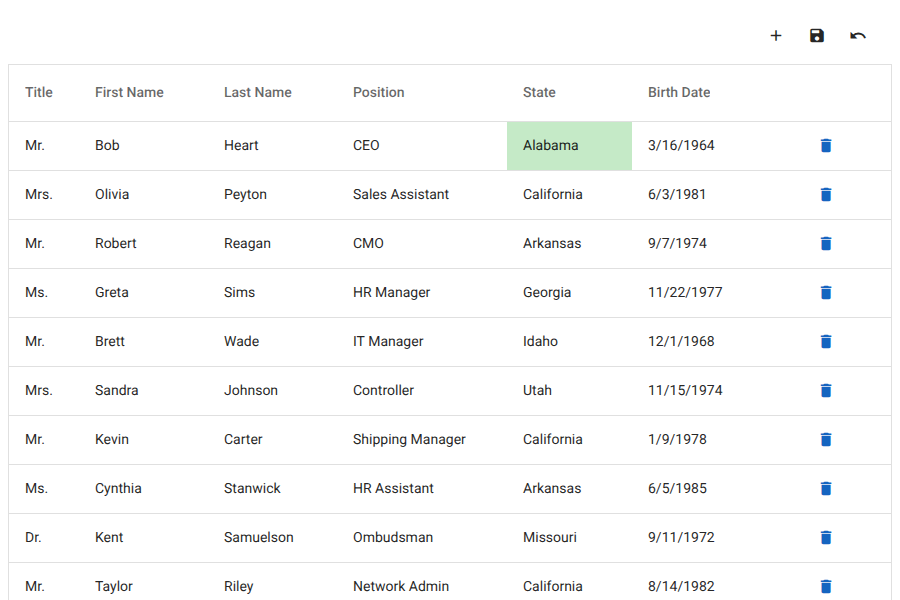 Title First Name Last Name Position State Birth Date
Mr. Bob Heart CEO Alabama 3/16/1964
Mrs. Olivia Peyton Sales Assistant California 6/3/1981
Mr. Robert Reagan CMO Arkansas 9/7/1974
Ms. Greta Sims HR Manager Georgia 11/22/1977
Mr. Brett Wade IT Manager Idaho 12/1/1968
Mrs. Sandra Johnson Controller Utah 11/15/1974
Mr. Kevin Carter Shipping Manager California 1/9/1978
Ms. Cynthia Stanwick HR Assistant Arkansas 6/5/1985
Dr. Kent Samuelson Ombudsman Missouri 9/11/1972
Mr. Taylor Riley Network Admin California 8/14/1982